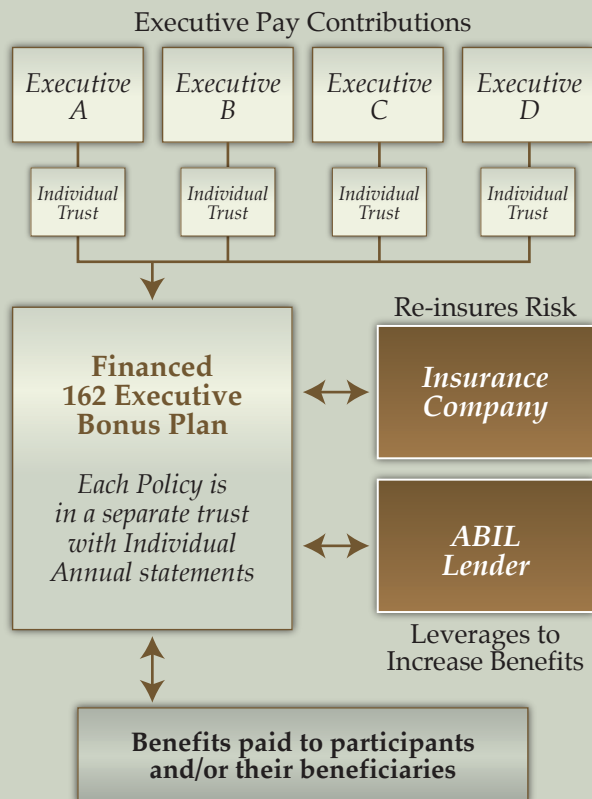 Executive Pay Contributions
Executive
A
Executive
B
Executive
C
Executive
D
Individual
Trust
Individual
Trust
Individual
Trust
Individual
Trust
Financed
162 Executive
Bonus Plan
Each Policy is
in a separate trust
with Individual
Annual statements
Re-insures Risk
Insurance
Company
ABIL
Lender
Leverages to
Increase Benefits
Benefits paid to participants
and/or their beneficiaries